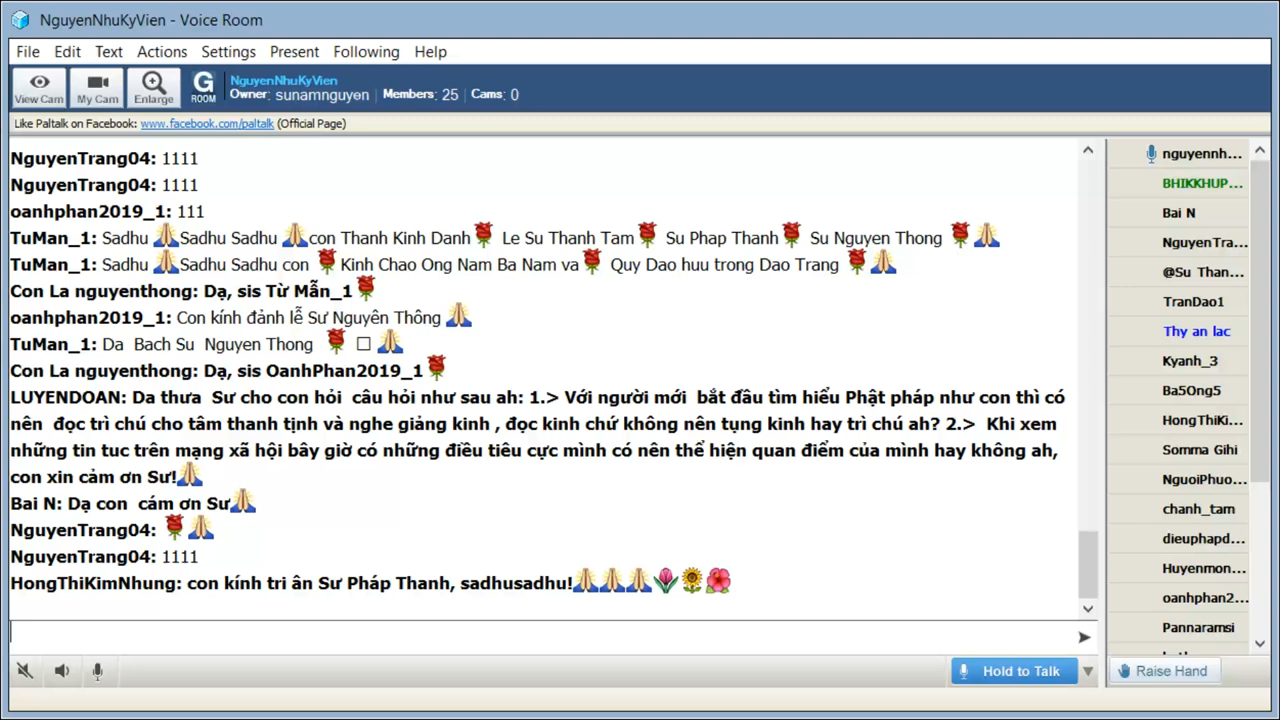 NguyenNhuKyVien - Voice Room
File Edit Text Actions Settings Present Following Help
View Cam My Cam Enlarge G ROOM
NguyenNhuKyVien
Owner: sunamnguyen Members: 25 Cams: 0
Like Paltalk on Facebook: www.facebook.com/paltalk (Official Page)
NguyenTrang04: 1111
NguyenTrang04: 1111
oanhphan2019_1: 111
TuMan_1: Sadhu 🙏Sadhu Sadhu 🙏con Thanh Kinh Danh🌹 Le Su Thanh Tam🌹 Su Phap Thanh🌹 Su Nguyen Thong 🌹🙏
TuMan_1: Sadhu 🙏Sadhu Sadhu con 🌹Kinh Chao Ong Nam Ba Nam va🌹 Quy Dao huu trong Dao Trang 🌹🙏
Con La nguyenthong: Dạ, sis Từ Mẫn_1🌹
oanhphan2019_1: Con kính đảnh lễ Sư Nguyên Thông 🙏
TuMan_1: Da Bach Su Nguyen Thong 🌹 □ 🙏
Con La nguyenthong: Dạ, sis OanhPhan2019_1🌹
LUYENDOAN: Da thưa Sư cho con hỏi câu hỏi như sau ah: 1.> Với người mới bắt đầu tìm hiểu Phật pháp như con thì có
nên đọc trì chú cho tâm thanh tịnh và nghe giảng kinh , đọc kinh chứ không nên tụng kinh hay trì chú ah? 2.> Khi xem
những tin tuc trên mạng xã hội bây giờ có những điều tiêu cực mình có nên thể hiện quan điểm của mình hay không ah,
con xin cảm ơn Sư!🙏
Bai N: Dạ con cám ơn Sư🙏
NguyenTrang04: 🌹🙏
NguyenTrang04: 1111
HongThiKimNhung: con kính tri ân Sư Pháp Thanh, sadhusadhu!🙏🙏🙏🌷🌻🌺
nguyennh...
BHIKKHUP...
Bai N
NguyenTra...
@Su Than...
TranDao1
Thy an lac
Kyanh_3
Ba5Ong5
HongThiKi...
Somma Gihi
NguoiPhuo...
chanh_tam
dieuphapd...
Huyenmon...
oanhphan2...
Pannaramsi
Hold to Talk
Raise Hand